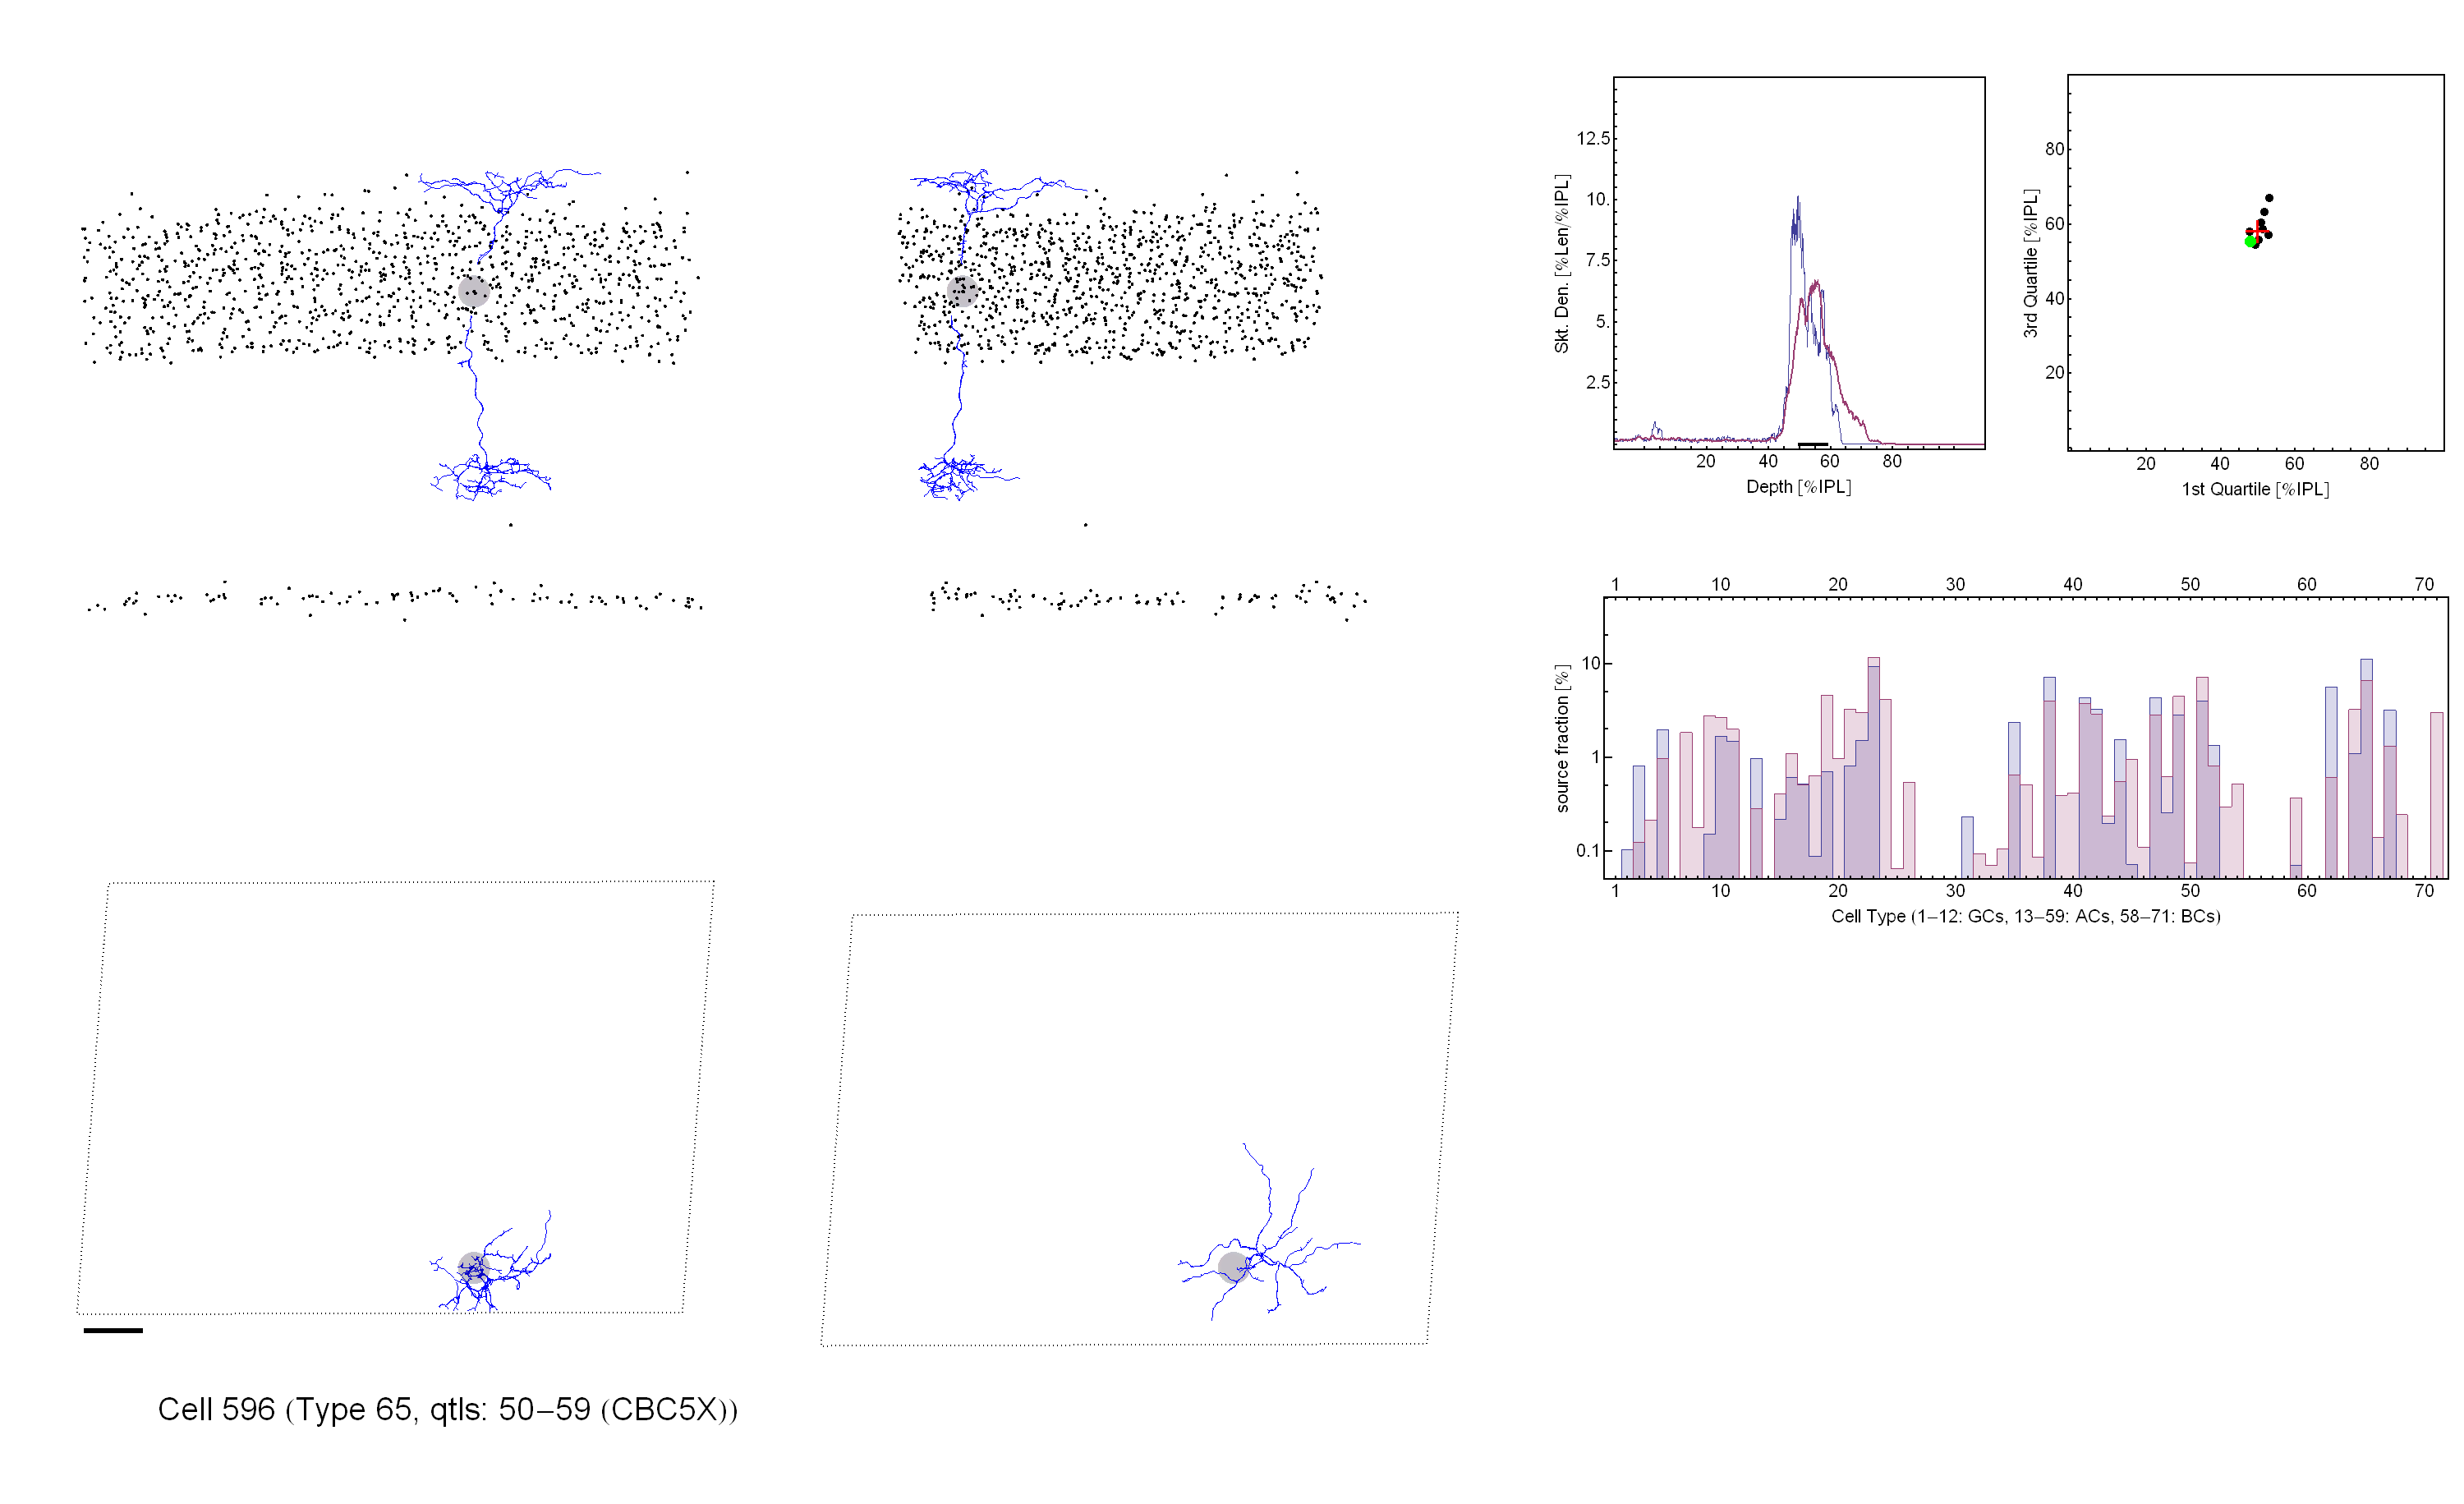 12.5
10.
7.5
5.
2.5
Skt. Den. [%Len/%IPL]
20 40 60 80
Depth [%IPL]
80
60
40
20
3rd Quartile [%IPL]
20 40 60 80
1st Quartile [%IPL]
1 10 20 30 40 50 60 70
10
1
0.1
source fraction [%]
1 10 20 30 40 50 60 70
Cell Type (1–12: GCs, 13–59: ACs, 58–71: BCs)
Cell 596 (Type 65, qtls: 50–59 (CBC5X))